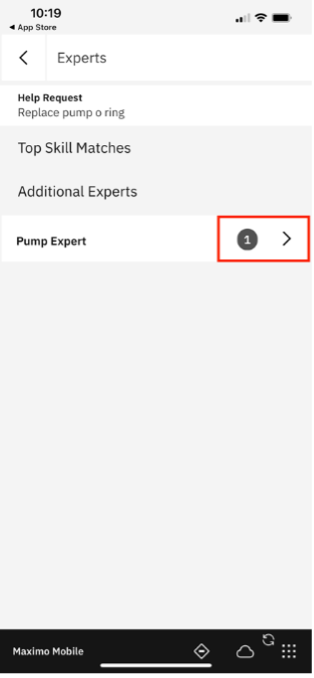 10:19
◀ App Store
Experts
Help Request
Replace pump o ring
Top Skill Matches
Additional Experts
Pump Expert
1
Maximo Mobile